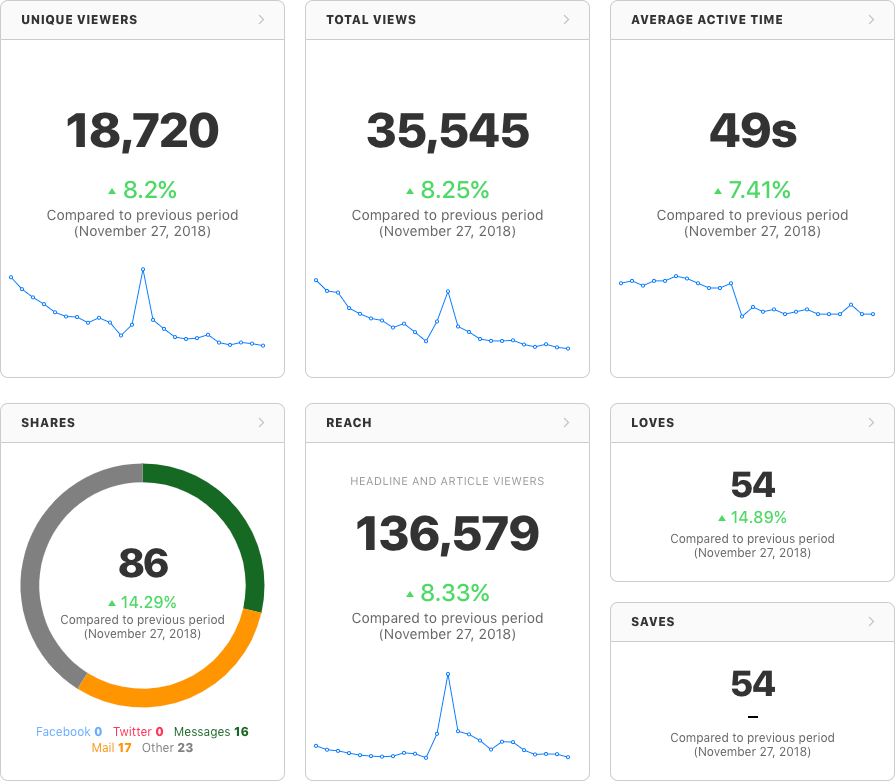 UNIQUE VIEWERS
18,720
8.2%
Compared to previous period
(November 27, 2018)
TOTAL VIEWS
35,545
8.25%
Compared to previous period
(November 27, 2018)
AVERAGE ACTIVE TIME
49s
7.41%
Compared to previous period
(November 27, 2018)
SHARES
86
14.29%
Compared to previous period
(November 27, 2018)
Facebook 0 Twitter 0 Messages 16
Mail 17 Other 23
REACH
HEADLINE AND ARTICLE VIEWERS
136,579
8.33%
Compared to previous period
(November 27, 2018)
LOVES
54
14.89%
Compared to previous period
(November 27, 2018)
SAVES
54
–
Compared to previous period
(November 27, 2018)